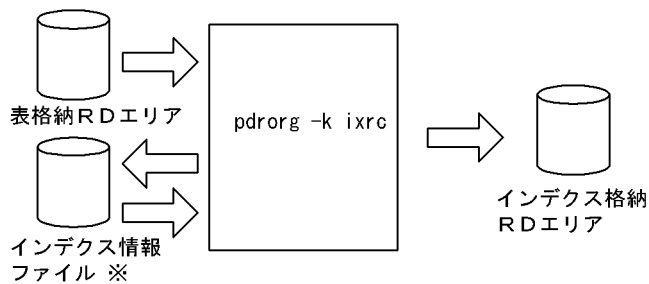 表格納ＲＤエリア
pdrorg -k ixrc
インデクス情報
ファイル ※
インデクス格納
ＲＤエリア